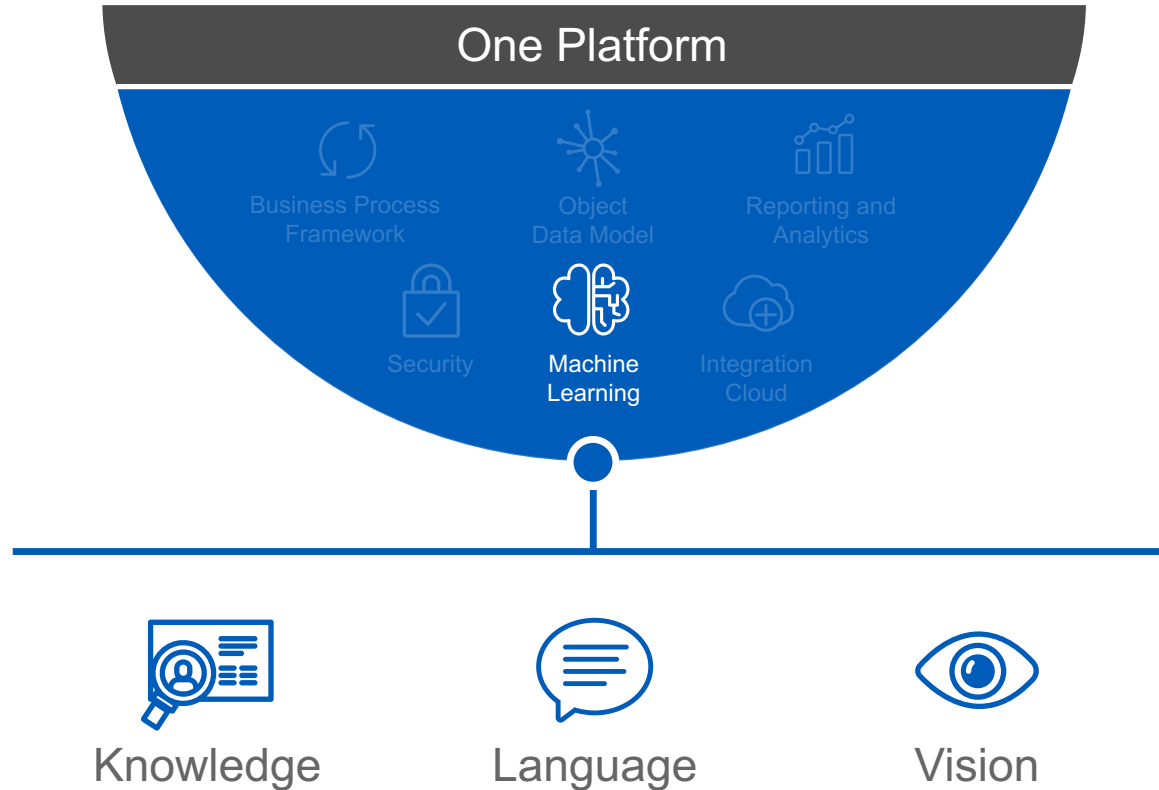 One Platform
Business Process
Framework
Object
Data Model
Reporting and
Analytics
Security
Machine
Learning
Integration
Cloud
Knowledge
Language
Vision